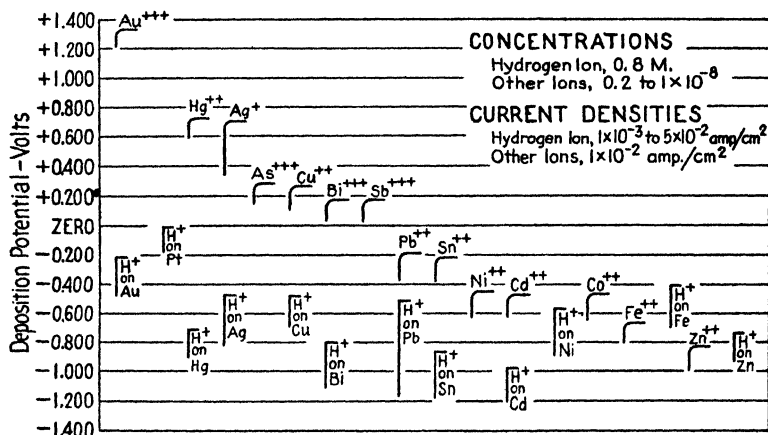 Deposition Potential-Volts
+1.400
+1.200
+1.000
+0.800
+0.600
+0.400
+0.200
ZERO
-0.200
-0.400
-0.600
-0.800
-1.000
-1.200
-1.400
CONCENTRATIONS
Hydrogen Ion, 0.8 M.
Other Ions, 0.2 to 1×10⁻⁸
CURRENT DENSITIES
Hydrogen Ion, 1×10⁻³ to 5×10⁻² amp/cm²
Other Ions, 1×10⁻² amp./cm²
Au+++
Hg++
Ag+
As+++
Cu++
Bi+++
Sb+++
Pb++
Sn++
Ni++
Cd++
Co++
Fe++
Zn++
H+
on
Au
H+
on
Pt
H+
on
Hg
H+
on
Ag
H+
on
Cu
H+
on
Bi
H+
on
Pb
H+
on
Sn
H+
on
Cd
H+
on
Ni
H+
on
Fe
H+
on
Zn